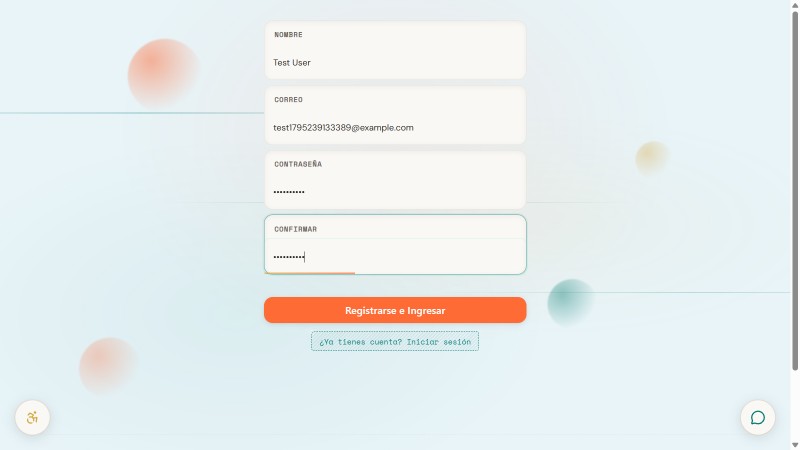 NOMBRE
Test User
CORREO
test1795239133389@example.com
CONTRASEÑA
••••••••••
CONFIRMAR
••••••••••
Registrarse e Ingresar
¿Ya tienes cuenta? Iniciar sesión